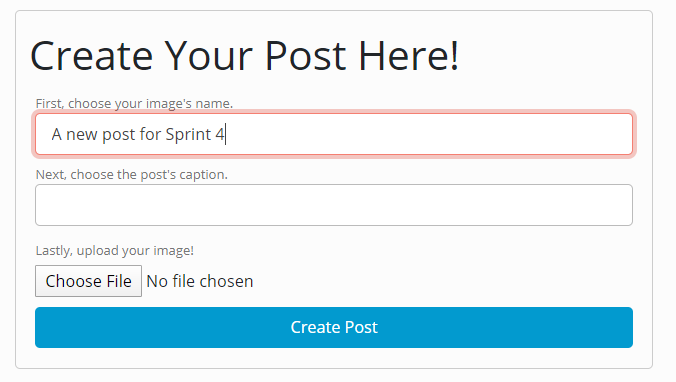 Create Your Post Here!
First, choose your image's name.
A new post for Sprint 4
Next, choose the post's caption.
Lastly, upload your image!
Choose File No file chosen
Create Post